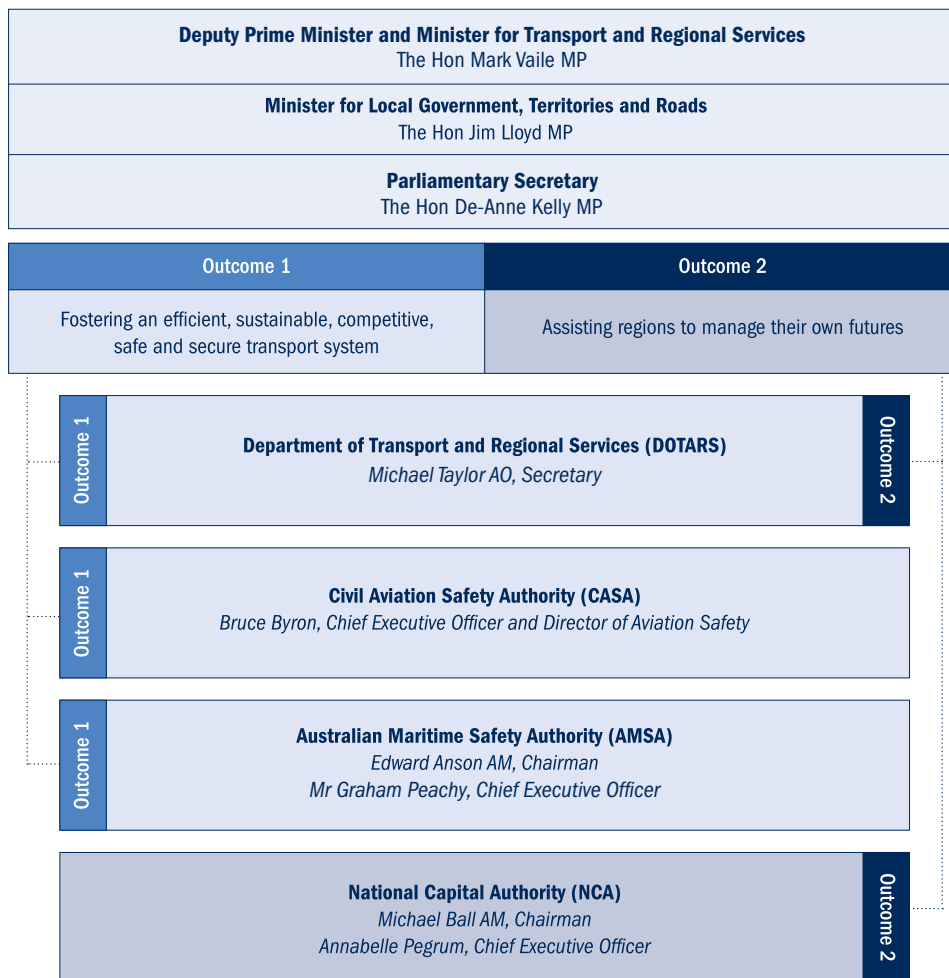 Deputy Prime Minister and Minister for Transport and Regional Services
The Hon Mark Vaile MP
Minister for Local Government, Territories and Roads
The Hon Jim Lloyd MP
Parliamentary Secretary
The Hon De-Anne Kelly MP
Outcome 1
Outcome 2
Fostering an efficient, sustainable, competitive,
safe and secure transport system
Assisting regions to manage their own futures
Outcome 1
Department of Transport and Regional Services (DOTARS)
Michael Taylor AO, Secretary
Outcome 2
Outcome 1
Civil Aviation Safety Authority (CASA)
Bruce Byron, Chief Executive Officer and Director of Aviation Safety
Outcome 1
Australian Maritime Safety Authority (AMSA)
Edward Anson AM, Chairman
Mr Graham Peachy, Chief Executive Officer
National Capital Authority (NCA)
Michael Ball AM, Chairman
Annabelle Pegrum, Chief Executive Officer
Outcome 2